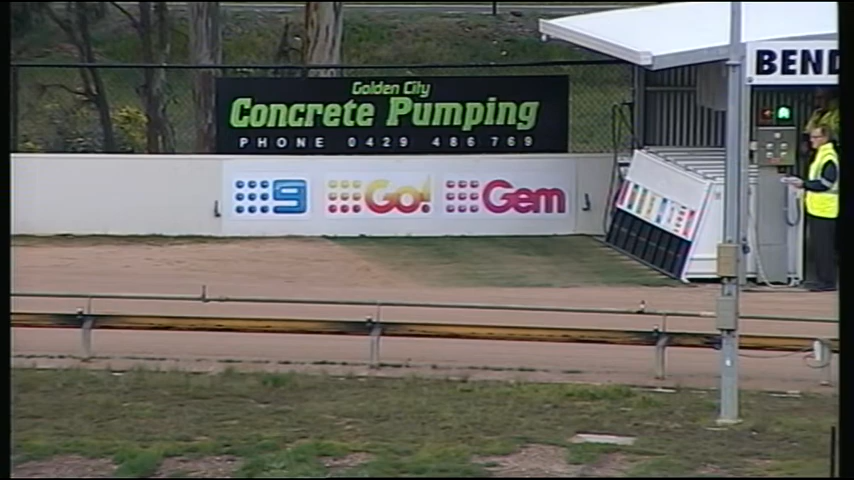 Golden City
Concrete Pumping
PHONE 0429 486 769
9 Go! Gem
BEND